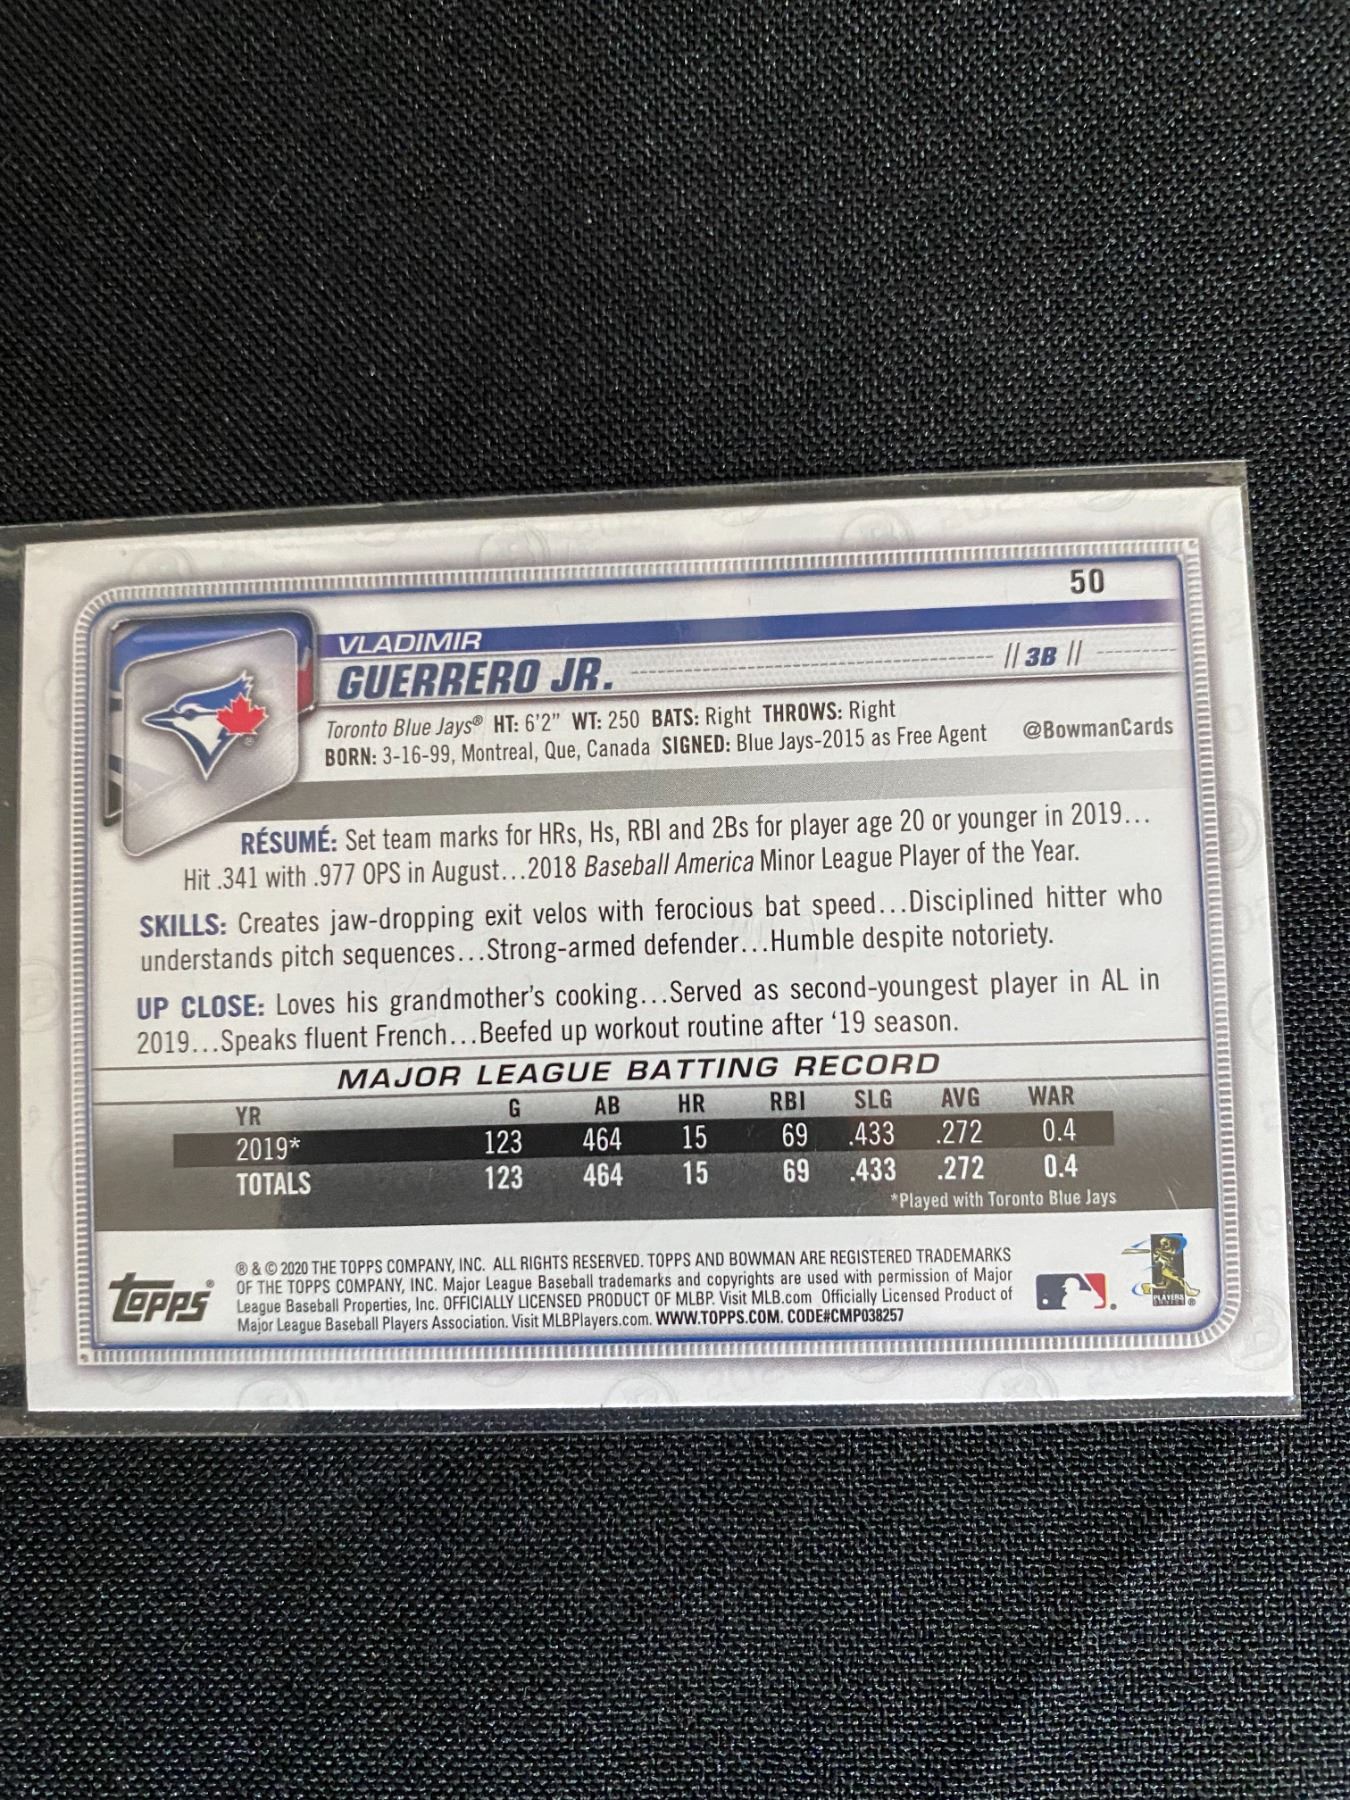 50
VLADIMIR
GUERRERO JR.
// 3B //
Toronto Blue Jays® HT: 6'2" WT: 250 BATS: Right THROWS: Right
BORN: 3-16-99, Montreal, Que, Canada SIGNED: Blue Jays-2015 as Free Agent
@BowmanCards
RÉSUMÉ: Set team marks for HRs, Hs, RBI and 2Bs for player age 20 or younger in 2019...
Hit .341 with .977 OPS in August...2018 Baseball America Minor League Player of the Year.
SKILLS: Creates jaw-dropping exit velos with ferocious bat speed...Disciplined hitter who
understands pitch sequences...Strong-armed defender...Humble despite notoriety.
UP CLOSE: Loves his grandmother's cooking...Served as second-youngest player in AL in
2019...Speaks fluent French...Beefed up workout routine after '19 season.
MAJOR LEAGUE BATTING RECORD
YR G AB HR RBI SLG AVG WAR
2019* 123 464 15 69 .433 .272 0.4
TOTALS 123 464 15 69 .433 .272 0.4
*Played with Toronto Blue Jays
TOPPS®
® & © 2020 THE TOPPS COMPANY, INC. ALL RIGHTS RESERVED. TOPPS AND BOWMAN ARE REGISTERED TRADEMARKS
OF THE TOPPS COMPANY, INC. Major League Baseball trademarks and copyrights are used with permission of Major
League Baseball Properties, Inc. OFFICIALLY LICENSED PRODUCT OF MLBP. Visit MLB.com Officially Licensed Product of
Major League Baseball Players Association. Visit MLBPlayers.com. WWW.TOPPS.COM. CODE#CMP038257
PLAYERS